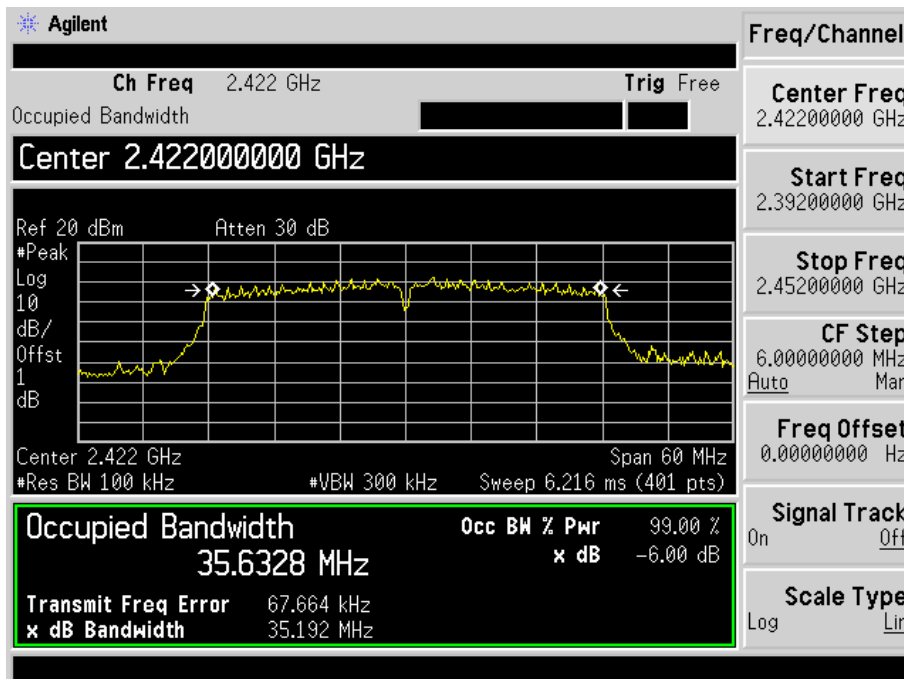 Agilent
Ch Freq 2.422 GHz Trig Free
Occupied Bandwidth
Center 2.422000000 GHz
Ref 20 dBm Atten 30 dB
#Peak
Log
10
dB/
Offst
1
dB
Center 2.422 GHz Span 60 MHz
#Res BW 100 kHz #VBW 300 kHz Sweep 6.216 ms (401 pts)
Occupied Bandwidth
35.6328 MHz
Occ BW % Pwr 99.00 %
x dB -6.00 dB
Transmit Freq Error 67.664 kHz
x dB Bandwidth 35.192 MHz
Freq/Channel
Center Freq
2.42200000 GHz
Start Freq
2.39200000 GHz
Stop Freq
2.45200000 GHz
CF Step
6.00000000 MHz
Auto Man
Freq Offset
0.00000000 Hz
Signal Track
On Off
Scale Type
Log Lin